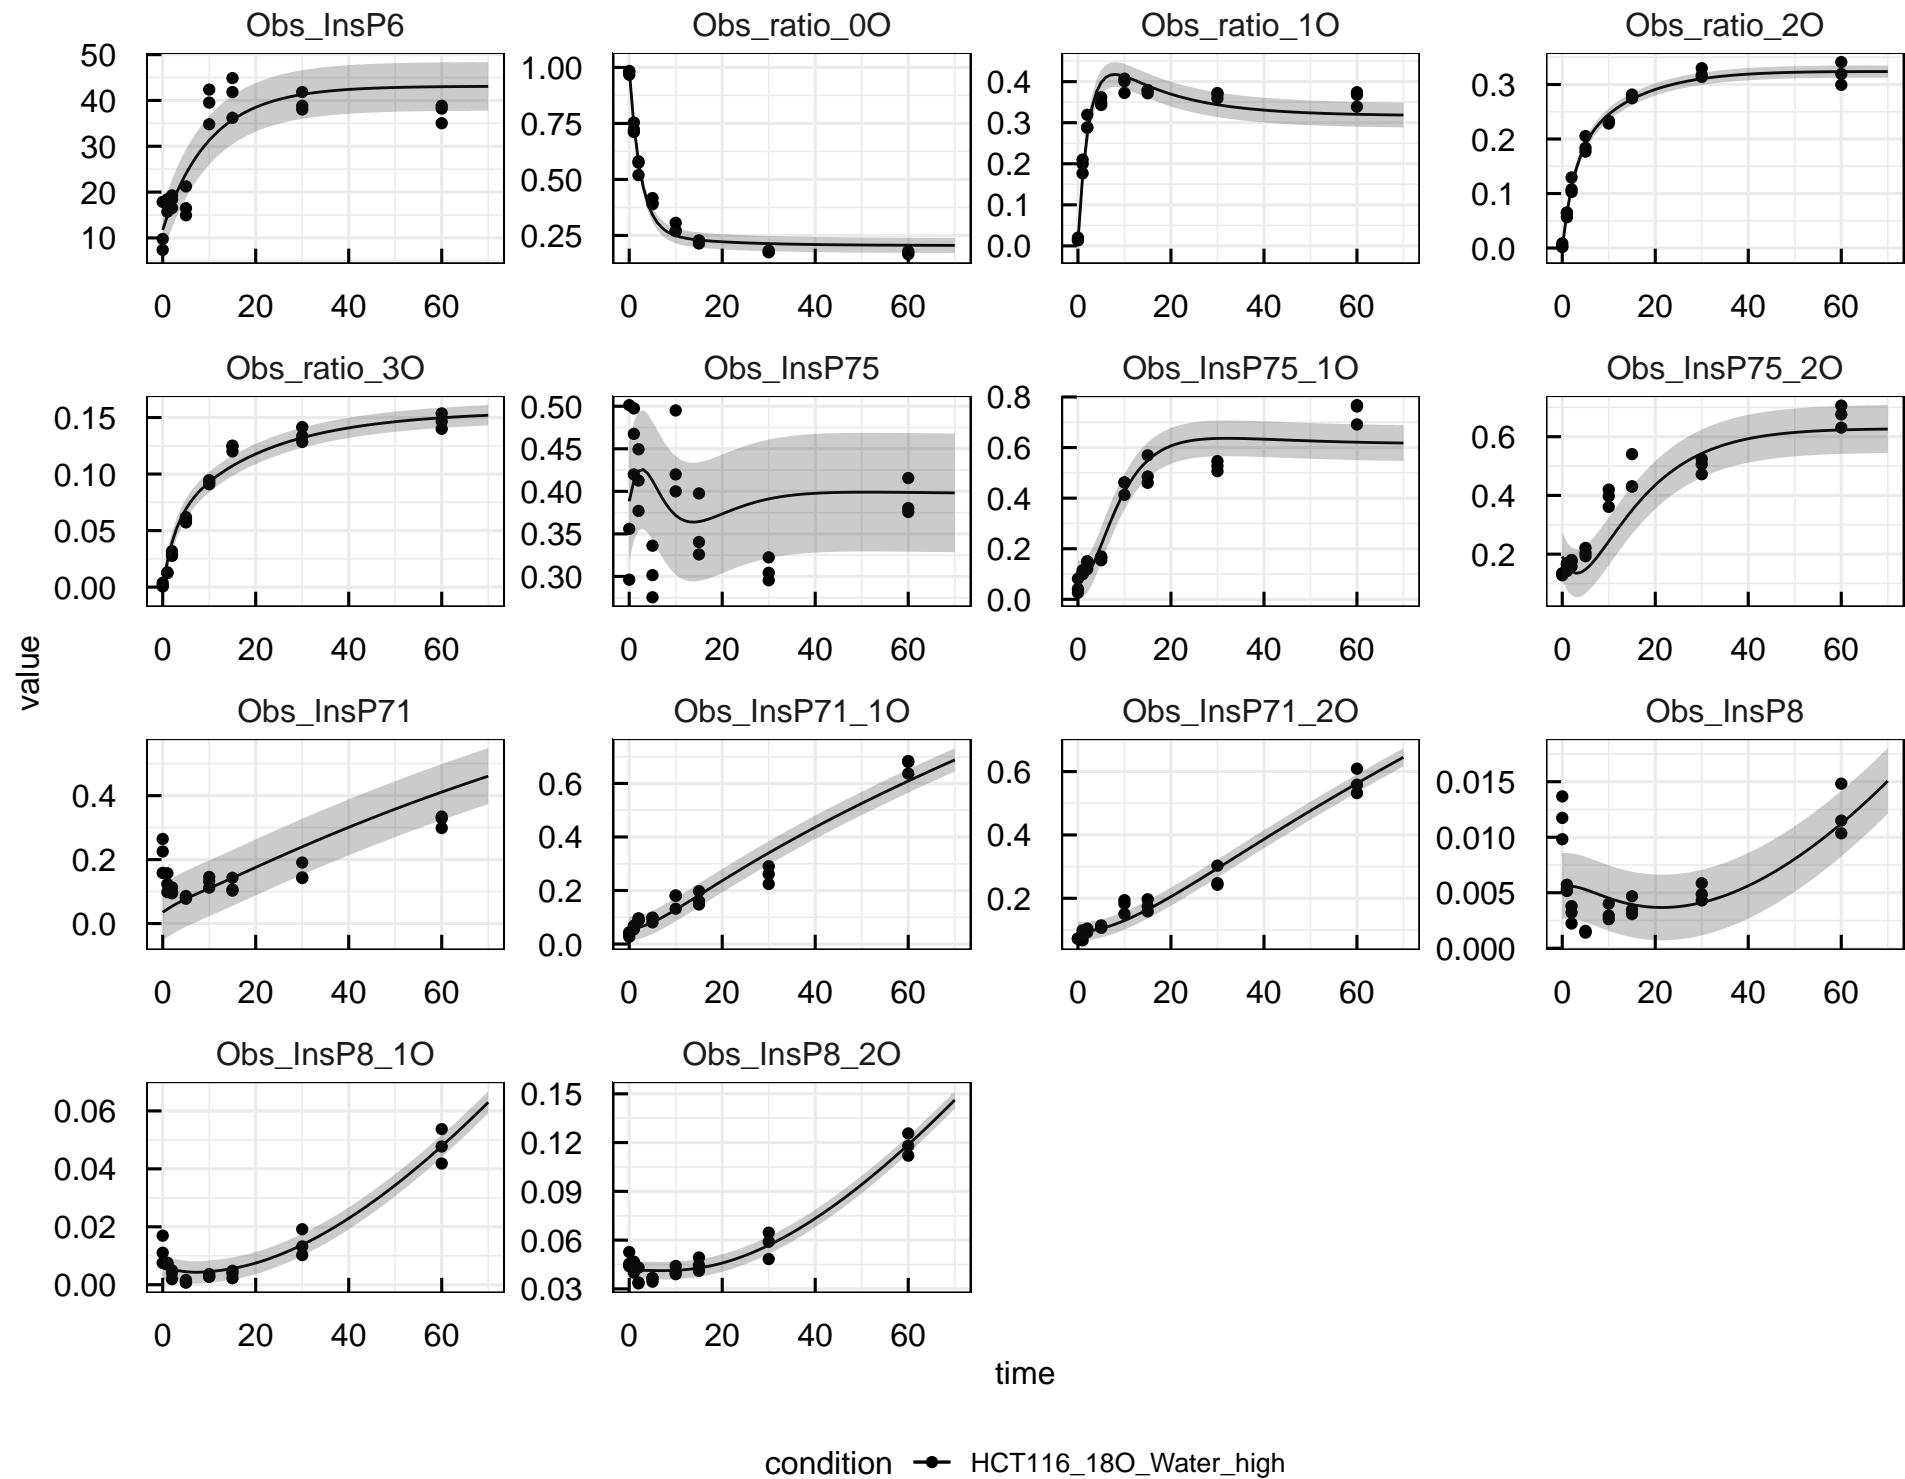 Obs_InsP6 Obs_ratio_0O Obs_ratio_1O Obs_ratio_2O
50 40 30 20 10
1.00 0.75 0.50 0.25
0.4 0.3 0.2 0.1 0.0
0.3 0.2 0.1 0.0
0 20 40 60 0 20 40 60 0 20 40 60 0 20 40 60
Obs_ratio_3O Obs_InsP75 Obs_InsP75_1O Obs_InsP75_2O
0.15 0.10 0.05 0.00
0.50 0.45 0.40 0.35 0.30
0.8 0.6 0.4 0.2 0.0
0.6 0.4 0.2
0 20 40 60 0 20 40 60 0 20 40 60 0 20 40 60
value
Obs_InsP71 Obs_InsP71_1O Obs_InsP71_2O Obs_InsP8
0.4 0.2 0.0
0.6 0.4 0.2 0.0
0.6 0.4 0.2
0.015 0.010 0.005 0.000
0 20 40 60 0 20 40 60 0 20 40 60 0 20 40 60
Obs_InsP8_1O Obs_InsP8_2O
0.06 0.04 0.02 0.00
0.15 0.12 0.09 0.06 0.03
0 20 40 60 0 20 40 60
time
condition HCT116_18O_Water_high